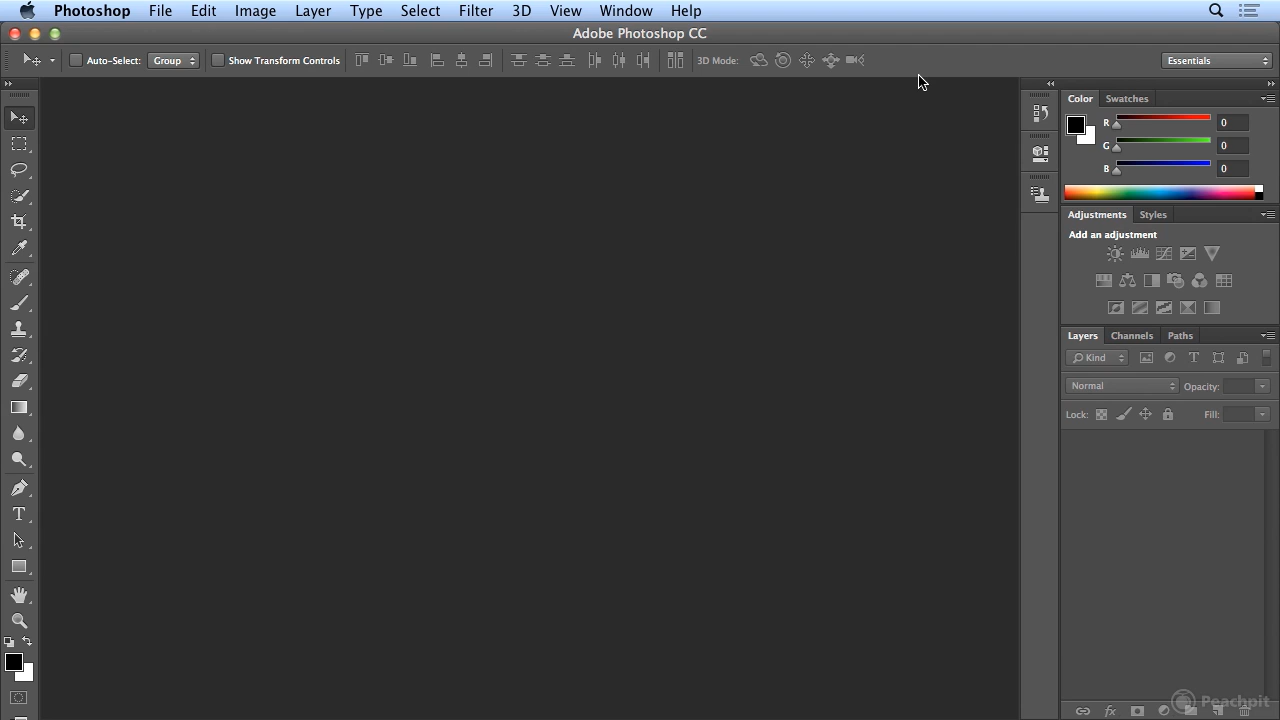 Photoshop File Edit Image Layer Type Select Filter 3D View Window Help
Adobe Photoshop CC
Auto-Select: Group Show Transform Controls 3D Mode: Essentials
Color Swatches
R 0
G 0
B 0
Adjustments Styles
Add an adjustment
Layers Channels Paths
Kind T
Normal Opacity:
Lock: Fill:
T
fx
Peachpit